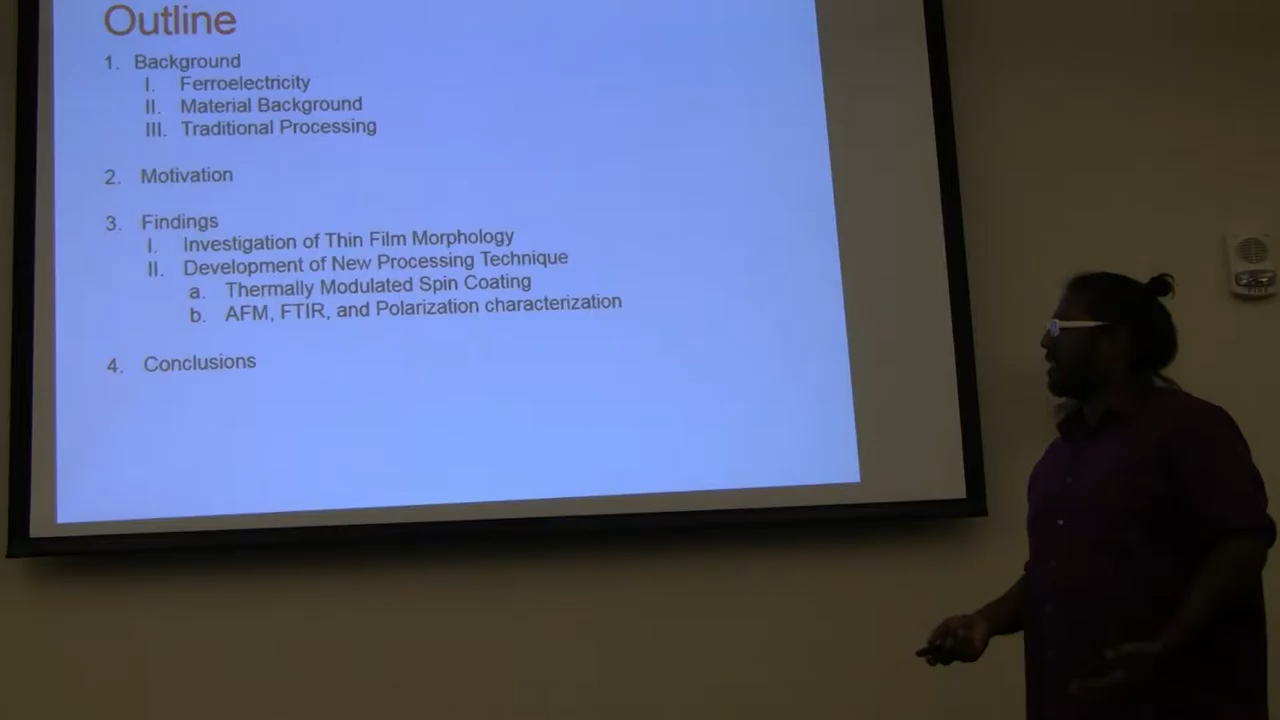 Outline
1. Background
I. Ferroelectricity
II. Material Background
III. Traditional Processing
2. Motivation
3. Findings
I. Investigation of Thin Film Morphology
II. Development of New Processing Technique
a. Thermally Modulated Spin Coating
b. AFM, FTIR, and Polarization characterization
4. Conclusions
FIRE